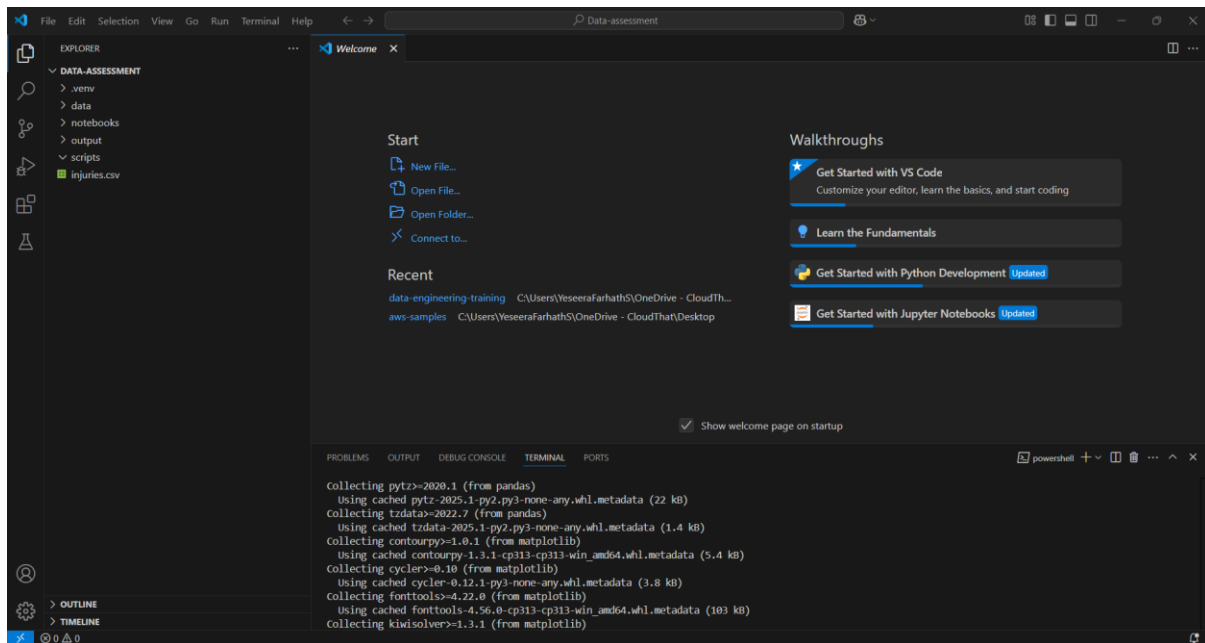 File Edit Selection View Go Run Terminal Help
Data-assessment
EXPLORER
DATA-ASSESSMENT
.venv
data
notebooks
output
scripts
injuries.csv
OUTLINE
TIMELINE
Welcome
Start
New File...
Open File...
Open Folder...
Connect to...
Recent
data-engineering-training C:\Users\YeseeraFarhathS\OneDrive - CloudTh...
aws-samples C:\Users\YeseeraFarhathS\OneDrive - CloudThat\Desktop
Walkthroughs
Get Started with VS Code
Customize your editor, learn the basics, and start coding
Learn the Fundamentals
Get Started with Python Development Updated
Get Started with Jupyter Notebooks Updated
Show welcome page on startup
PROBLEMS OUTPUT DEBUG CONSOLE TERMINAL PORTS
powershell
Collecting pytz>=2020.1 (from pandas)
Using cached pytz-2025.1-py2.py3-none-any.whl.metadata (22 kB)
Collecting tzdata>=2022.7 (from pandas)
Using cached tzdata-2025.1-py2.py3-none-any.whl.metadata (1.4 kB)
Collecting contourpy>=1.0.1 (from matplotlib)
Using cached contourpy-1.3.1-cp313-cp313-win_amd64.whl.metadata (5.4 kB)
Collecting cycler>=0.10 (from matplotlib)
Using cached cycler-0.12.1-py3-none-any.whl.metadata (3.8 kB)
Collecting fonttools>=4.22.0 (from matplotlib)
Using cached fonttools-4.56.0-cp313-cp313-win_amd64.whl.metadata (103 kB)
Collecting kiwisolver>=1.3.1 (from matplotlib)
0 0